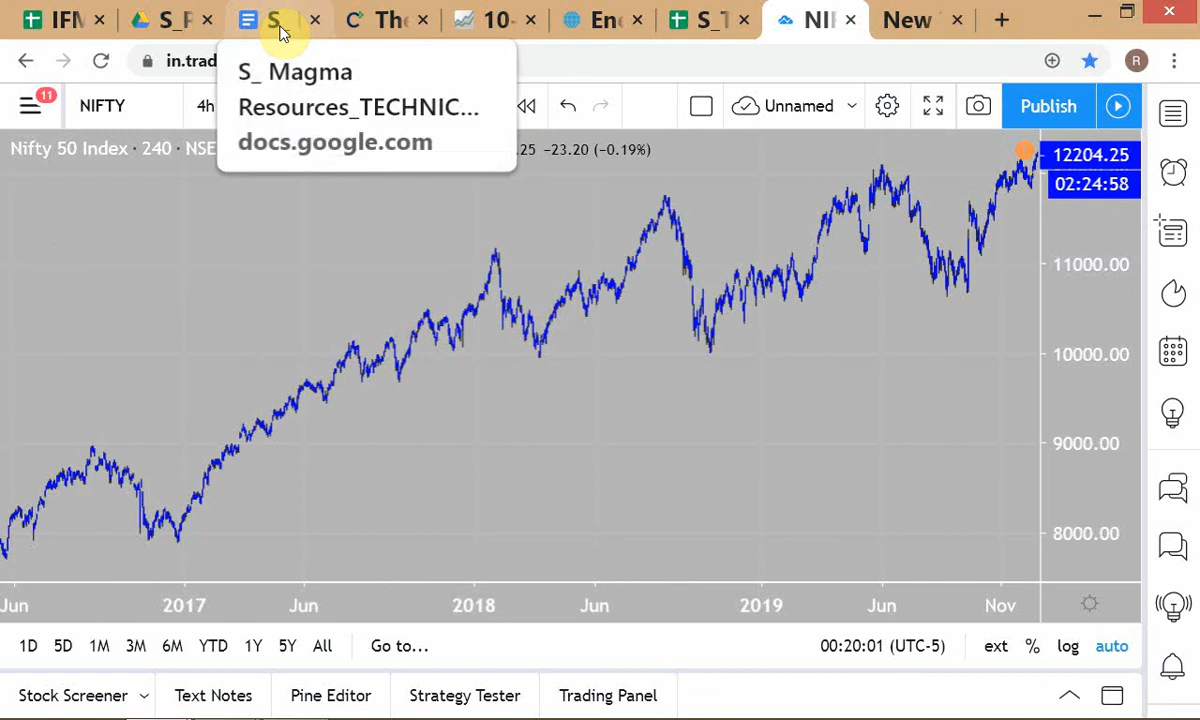 IFM
S_F
S_
The
10-
Ene
S_T
NIF
New
in.trad
R
S_ Magma
Resources_TECHNIC...
docs.google.com
11
NIFTY
4h
Unnamed
Publish
Nifty 50 Index · 240 · NSE
.25 −23.20 (−0.19%)
12204.25
02:24:58
11000.00
10000.00
9000.00
8000.00
Jun
2017
Jun
2018
Jun
2019
Jun
Nov
1D 5D 1M 3M 6M YTD 1Y 5Y All Go to... 00:20:01 (UTC-5) ext % log auto
Stock Screener Text Notes Pine Editor Strategy Tester Trading Panel